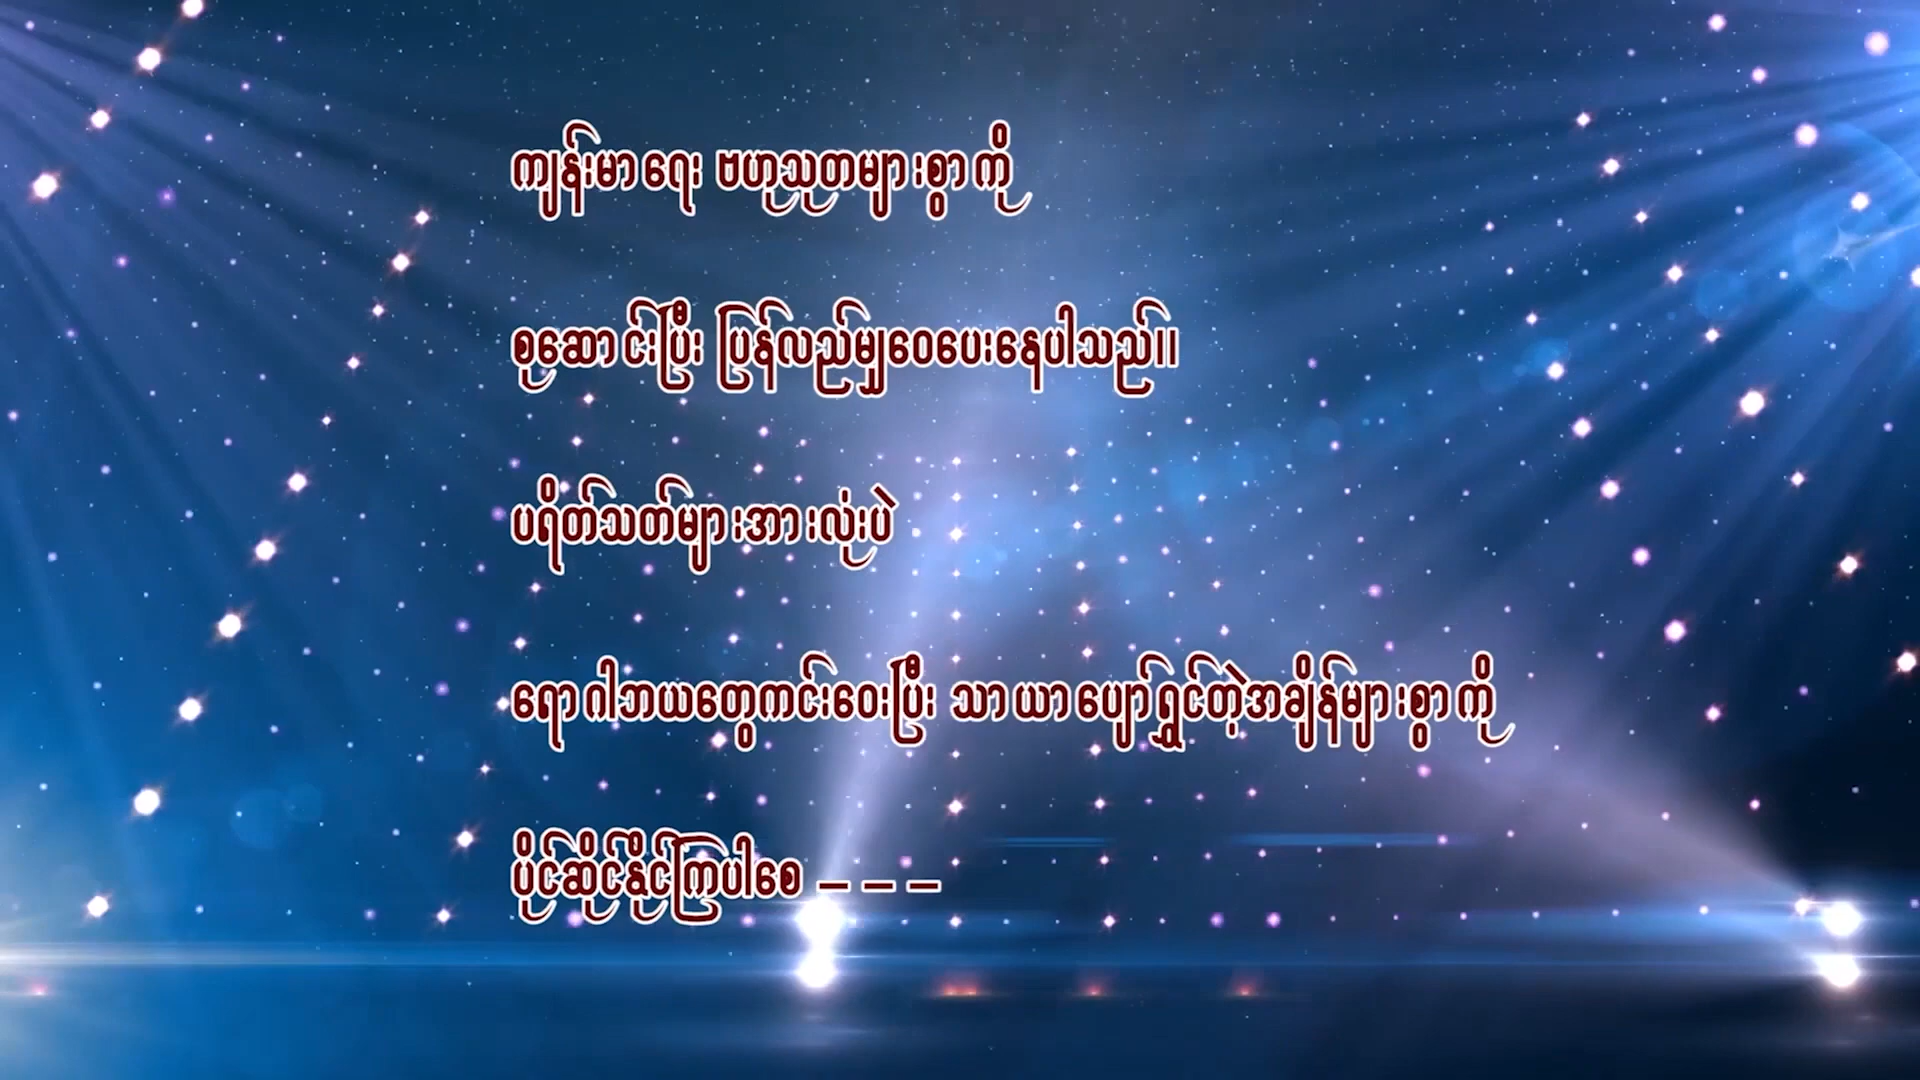 ကျန်းမာရေး ဗဟုသုတများစွာကို
စုဆောင်းပြီး ပြန်လည်မျှဝေပေးနေပါသည်။
ပရိတ်သတ်များအားလုံးပဲ
ရောဂါဘယတွေကင်းဝေးပြီး သာယာပျော်ရွှင်တဲ့အချိန်များစွာကို
ပိုင်ဆိုင်နိုင်ကြပါစေ – – –